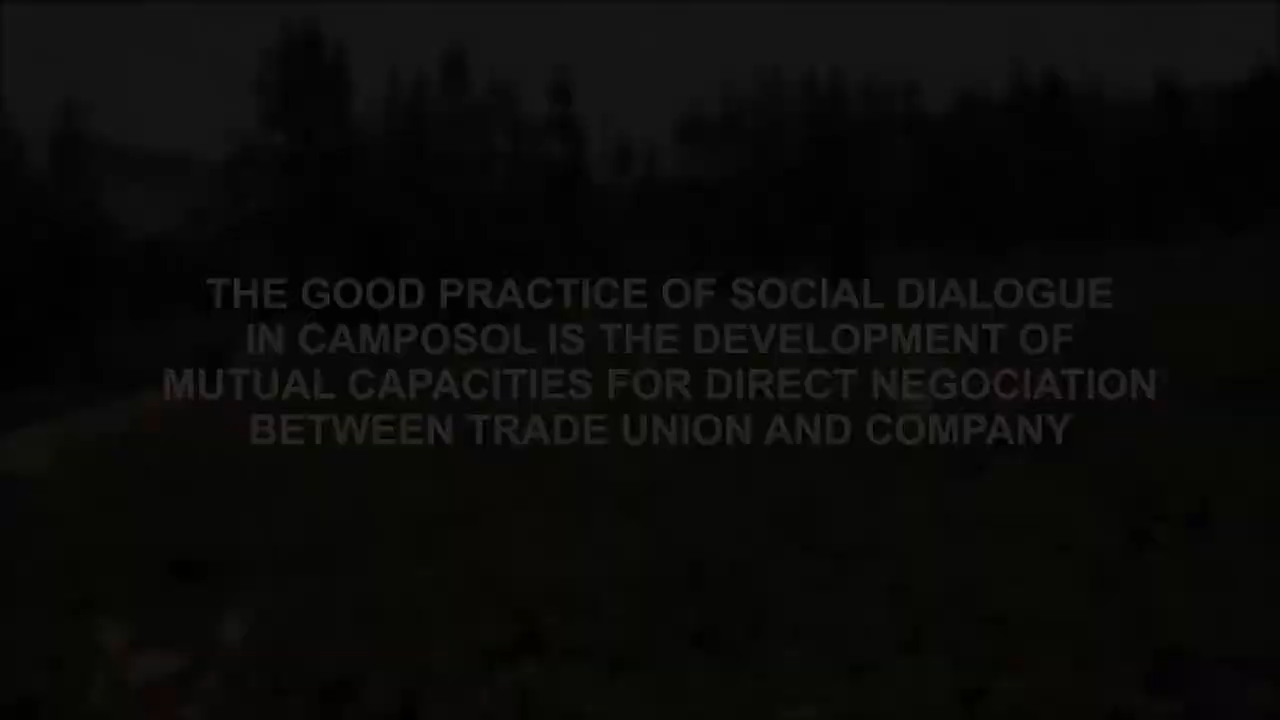 THE GOOD PRACTICE OF SOCIAL DIALOGUE
IN CAMPOSOL IS THE DEVELOPMENT OF
MUTUAL CAPACITIES FOR DIRECT NEGOCIATION
BETWEEN TRADE UNION AND COMPANY